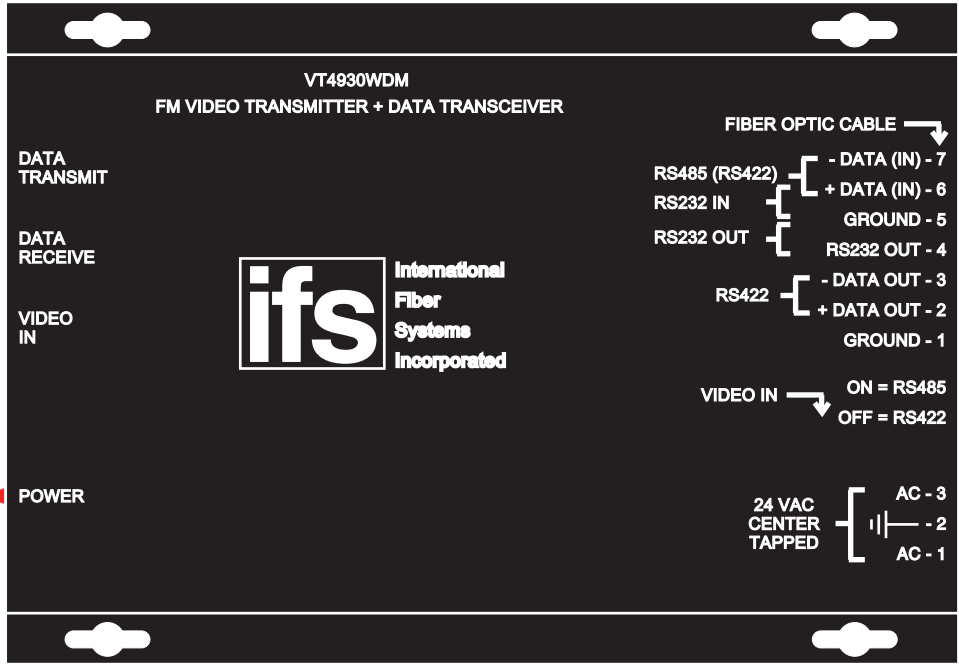 VT4930WDM
FM VIDEO TRANSMITTER + DATA TRANSCEIVER
DATA
TRANSMIT
DATA
RECEIVE
VIDEO
IN
POWER
ifs
International
Fiber
Systems
Incorporated
FIBER OPTIC CABLE
RS485 (RS422)
RS232 IN
RS232 OUT
RS422
- DATA (IN) - 7
+ DATA (IN) - 6
GROUND - 5
RS232 OUT - 4
- DATA OUT - 3
+ DATA OUT - 2
GROUND - 1
VIDEO IN
ON = RS485
OFF = RS422
24 VAC
CENTER
TAPPED
AC - 3
- 2
AC - 1